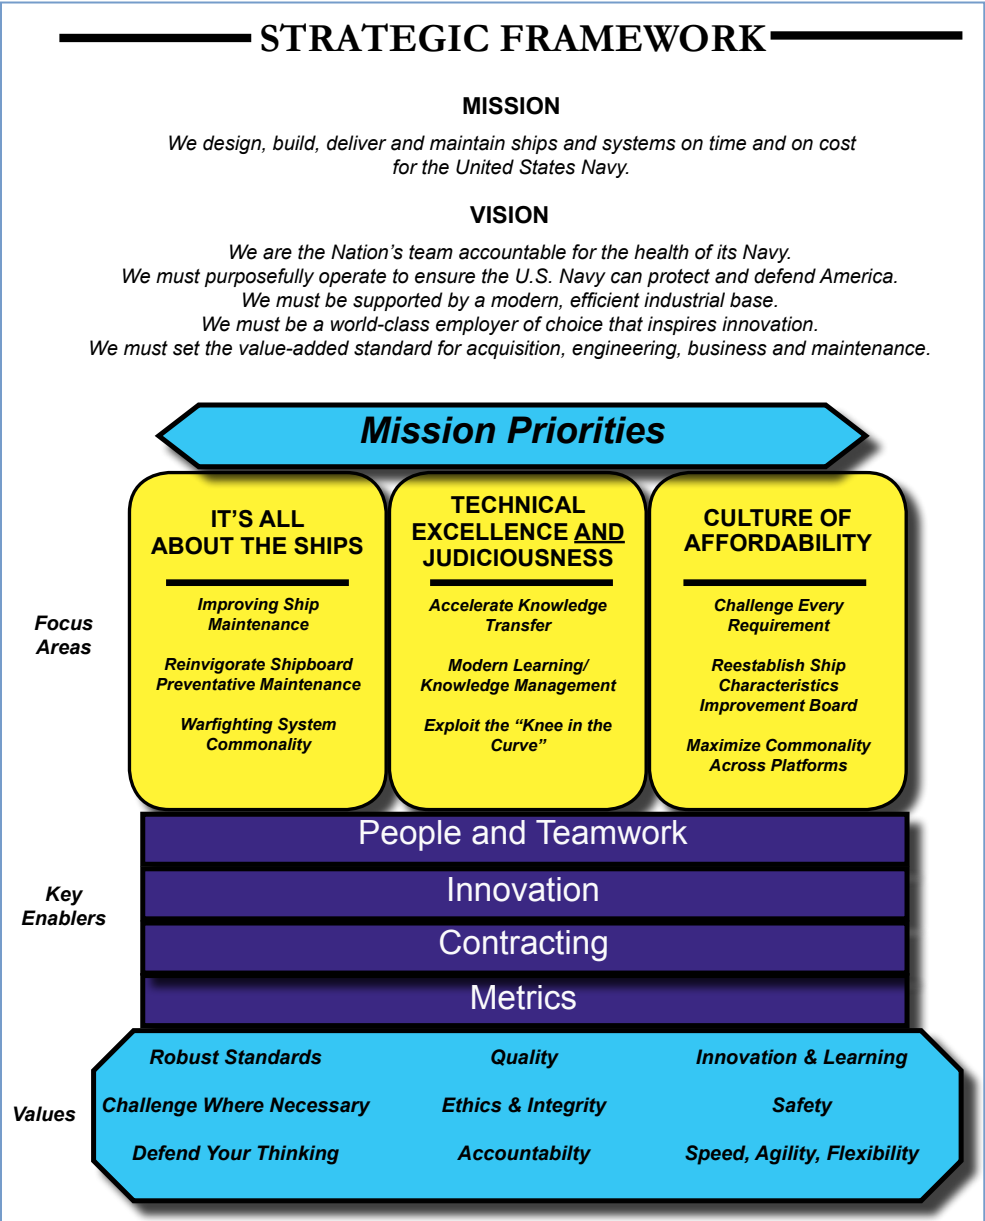 STRATEGIC FRAMEWORK
MISSION
We design, build, deliver and maintain ships and systems on time and on cost
for the United States Navy.
VISION
We are the Nation’s team accountable for the health of its Navy.
We must purposefully operate to ensure the U.S. Navy can protect and defend America.
We must be supported by a modern, efficient industrial base.
We must be a world-class employer of choice that inspires innovation.
We must set the value-added standard for acquisition, engineering, business and maintenance.
Mission Priorities
Focus
Areas
IT’S ALL
ABOUT THE SHIPS
Improving Ship
Maintenance
Reinvigorate Shipboard
Preventative Maintenance
Warfighting System
Commonality
TECHNICAL
EXCELLENCE AND
JUDICIOUSNESS
Accelerate Knowledge
Transfer
Modern Learning/
Knowledge Management
Exploit the “Knee in the
Curve”
CULTURE OF
AFFORDABILITY
Challenge Every
Requirement
Reestablish Ship
Characteristics
Improvement Board
Maximize Commonality
Across Platforms
Key
Enablers
People and Teamwork
Innovation
Contracting
Metrics
Values
Robust Standards
Quality
Innovation & Learning
Challenge Where Necessary
Ethics & Integrity
Safety
Defend Your Thinking
Accountabilty
Speed, Agility, Flexibility